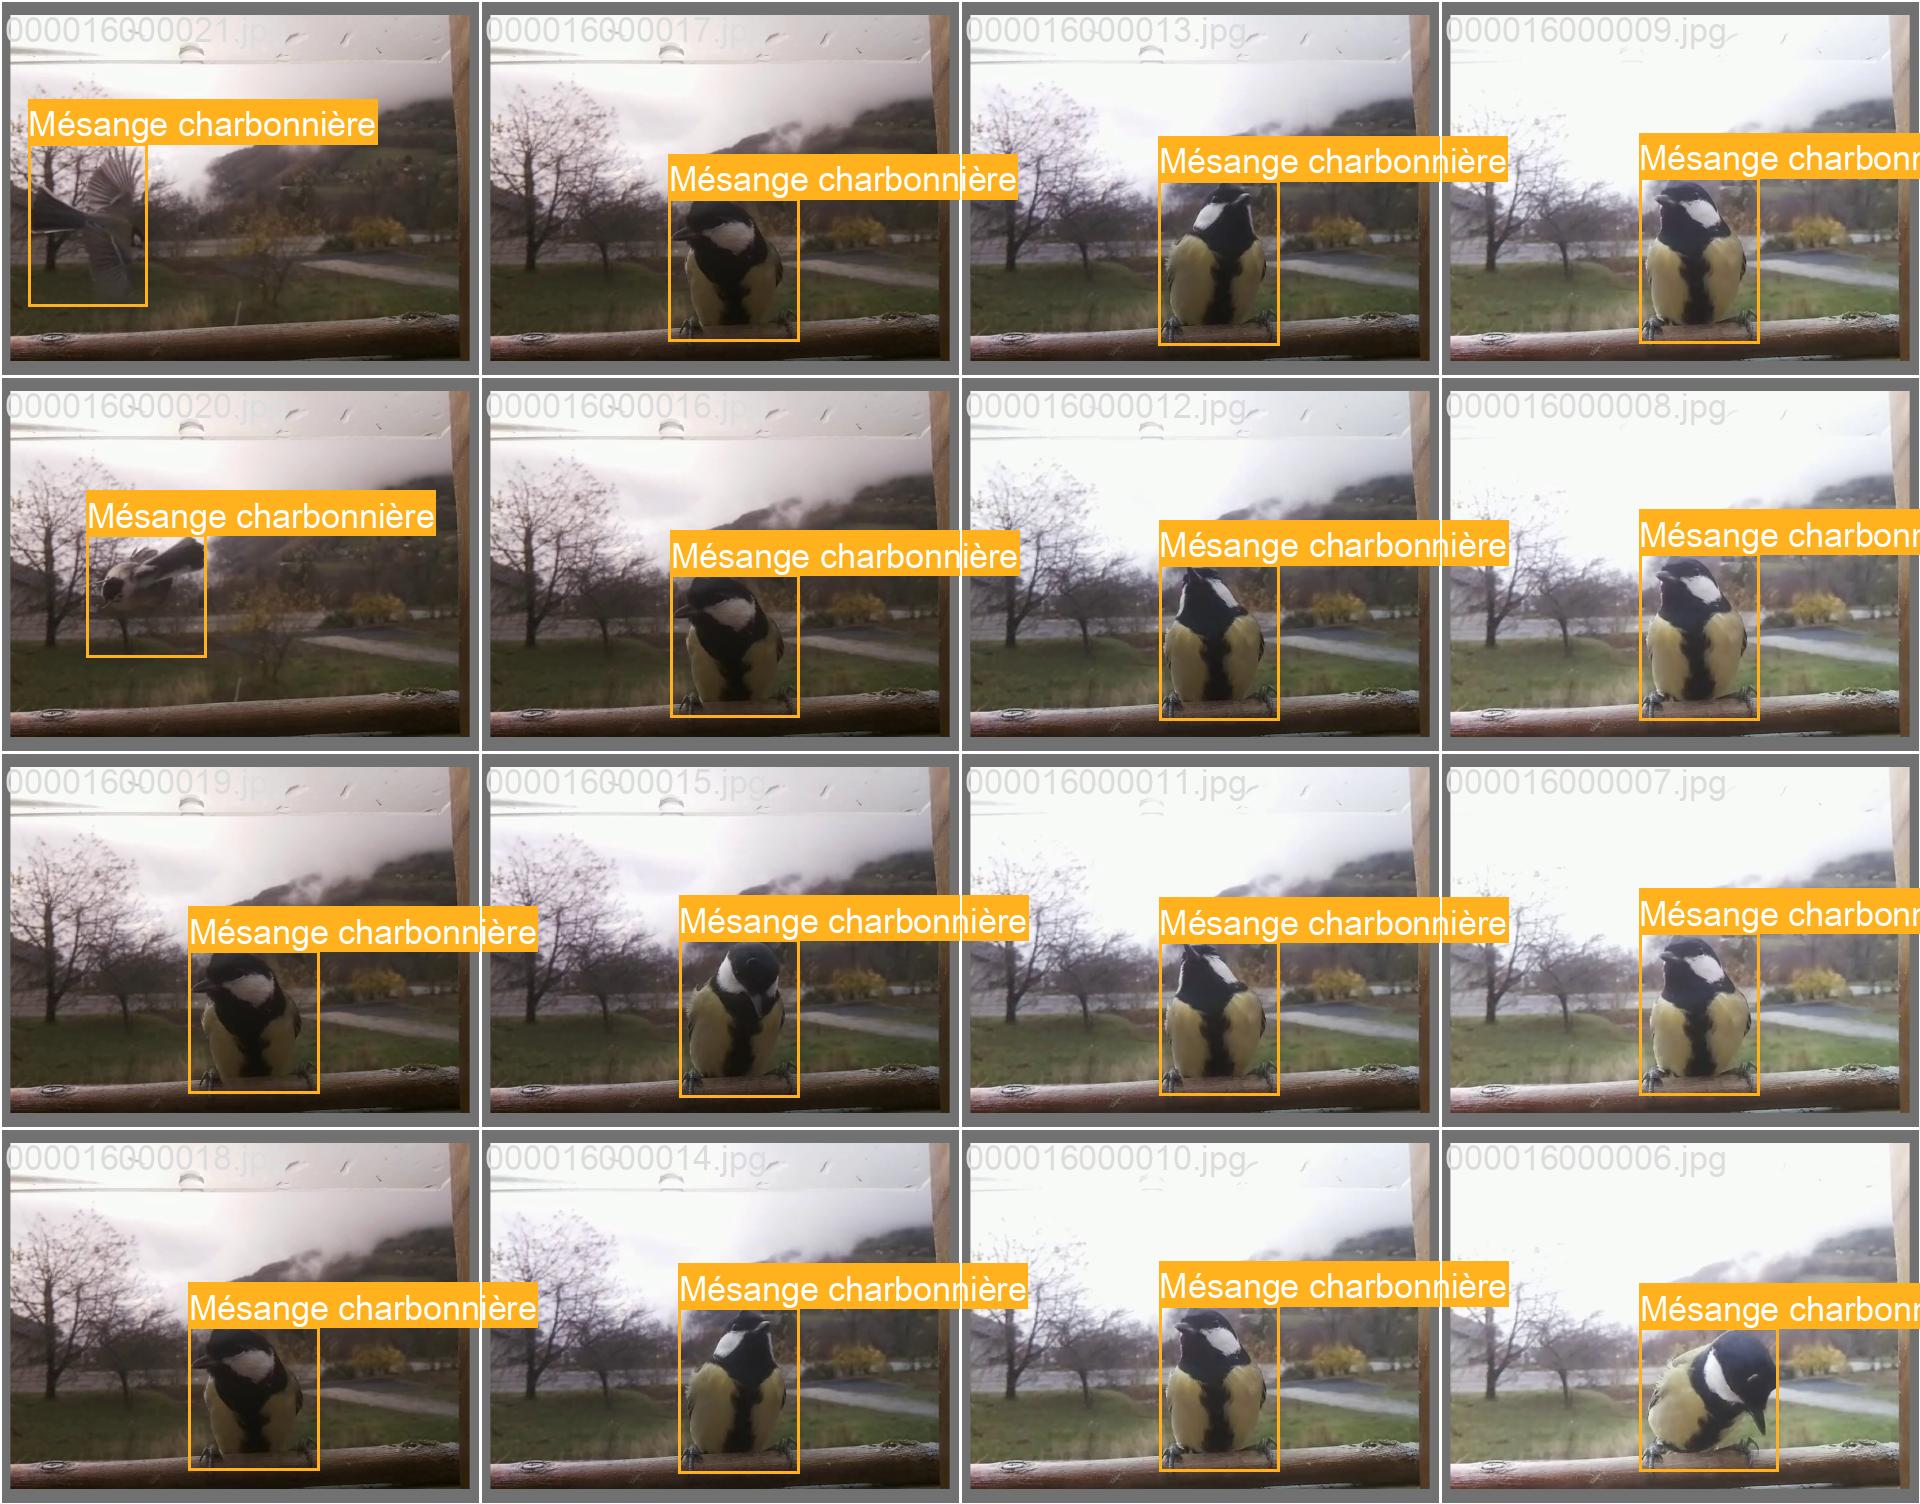 000016000021.jpg
Mésange charbonnière
000016000017.jpg
Mésange charbonnière
000016000013.jpg
Mésange charbonnière
000016000009.jpg
Mésange charbonn
000016000020.jpg
Mésange charbonnière
000016000016.jpg
Mésange charbonnière
000016000012.jpg
Mésange charbonnière
000016000008.jpg
Mésange charbonn
000016000019.jpg
Mésange charbonnière
000016000015.jpg
Mésange charbonnière
000016000011.jpg
Mésange charbonnière
000016000007.jpg
Mésange charbonn
000016000018.jpg
Mésange charbonnière
000016000014.jpg
Mésange charbonnière
000016000010.jpg
Mésange charbonnière
000016000006.jpg
Mésange charbonn